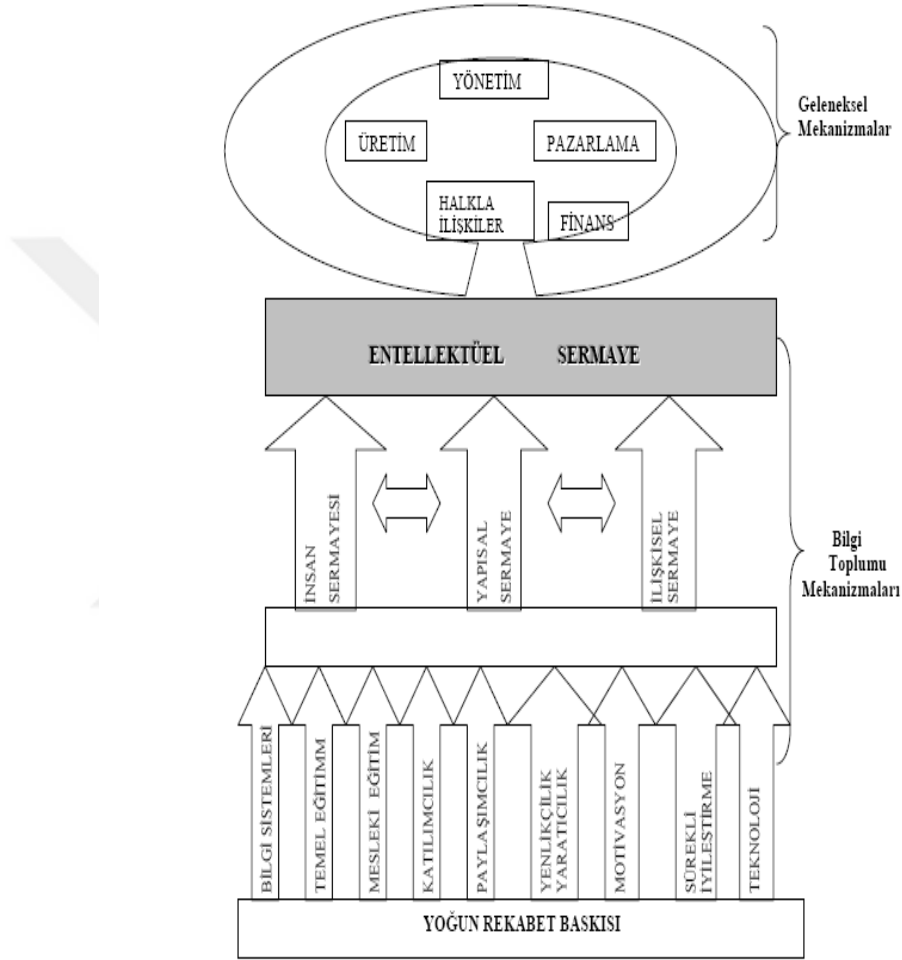 YÖNETİM
Geleneksel
Mekanizmalar
ÜRETİM
PAZARLAMA
HALKLA
İLİŞKİLER
FİNANS
ENTELLEKTÜEL SERMAYE
İNSAN
SERMAYESİ
YAPISAL
SERMAYE
İLİŞKİSEL
SERMAYE
Bilgi
Toplumu
Mekanizmaları
BİLGİ SİSTEMLERİ
TEMEL EĞİTİMM
MESLEKİ EĞİTİM
KATILIMCILIK
PAYLAŞIMCILIK
YENLİKÇİLİK
YARATICILIK
MOTİVASYON
SÜREKLİ
İYİLEŞTİRME
TEKNOLOJİ
YOĞUN REKABET BASKISI